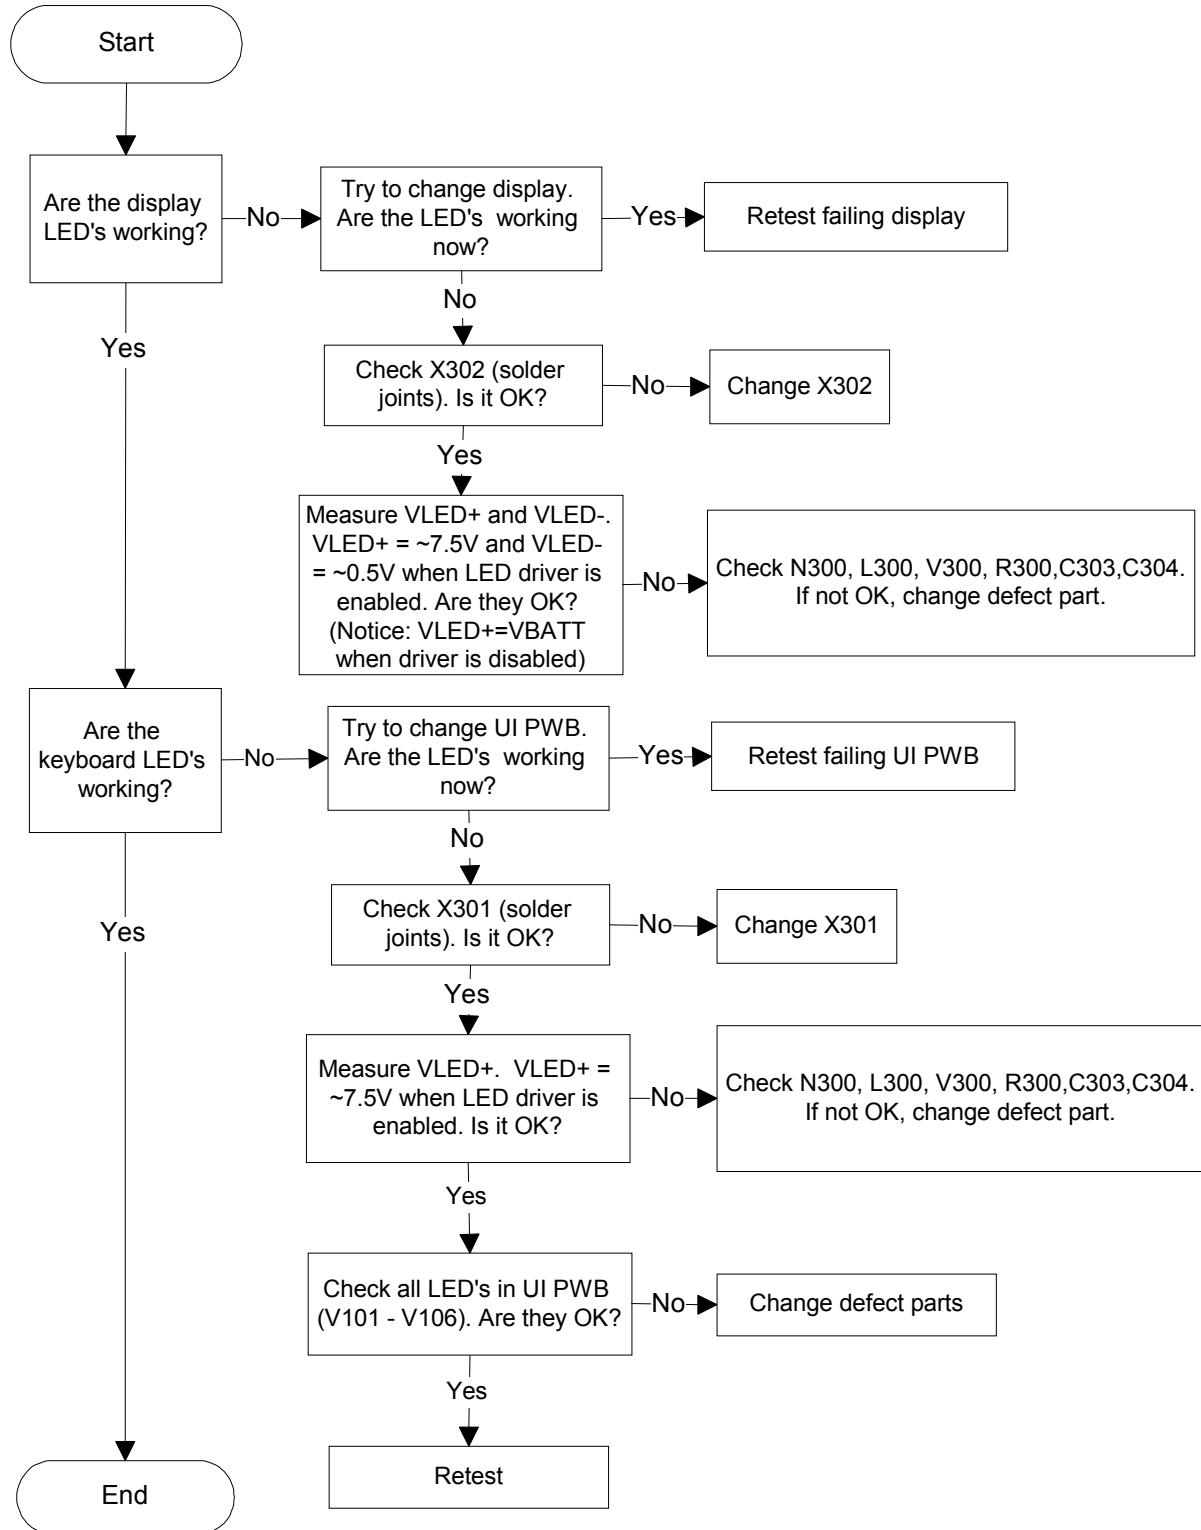 Start
Are the display
LED's working?
No
Try to change display.
Are the LED's working
now?
Yes
Retest failing display
No
Yes
Check X302 (solder
joints). Is it OK?
No
Change X302
Yes
Measure VLED+ and VLED-.
VLED+ = ~7.5V and VLED-
= ~0.5V when LED driver is
enabled. Are they OK?
(Notice: VLED+=VBATT
when driver is disabled)
No
Check N300, L300, V300, R300,C303,C304.
If not OK, change defect part.
Are the
keyboard LED's
working?
No
Try to change UI PWB.
Are the LED's working
now?
Yes
Retest failing UI PWB
No
Yes
Check X301 (solder
joints). Is it OK?
No
Change X301
Yes
Measure VLED+. VLED+ =
~7.5V when LED driver is
enabled. Is it OK?
No
Check N300, L300, V300, R300,C303,C304.
If not OK, change defect part.
Yes
Check all LED's in UI PWB
(V101 - V106). Are they OK?
No
Change defect parts
Yes
Retest
End